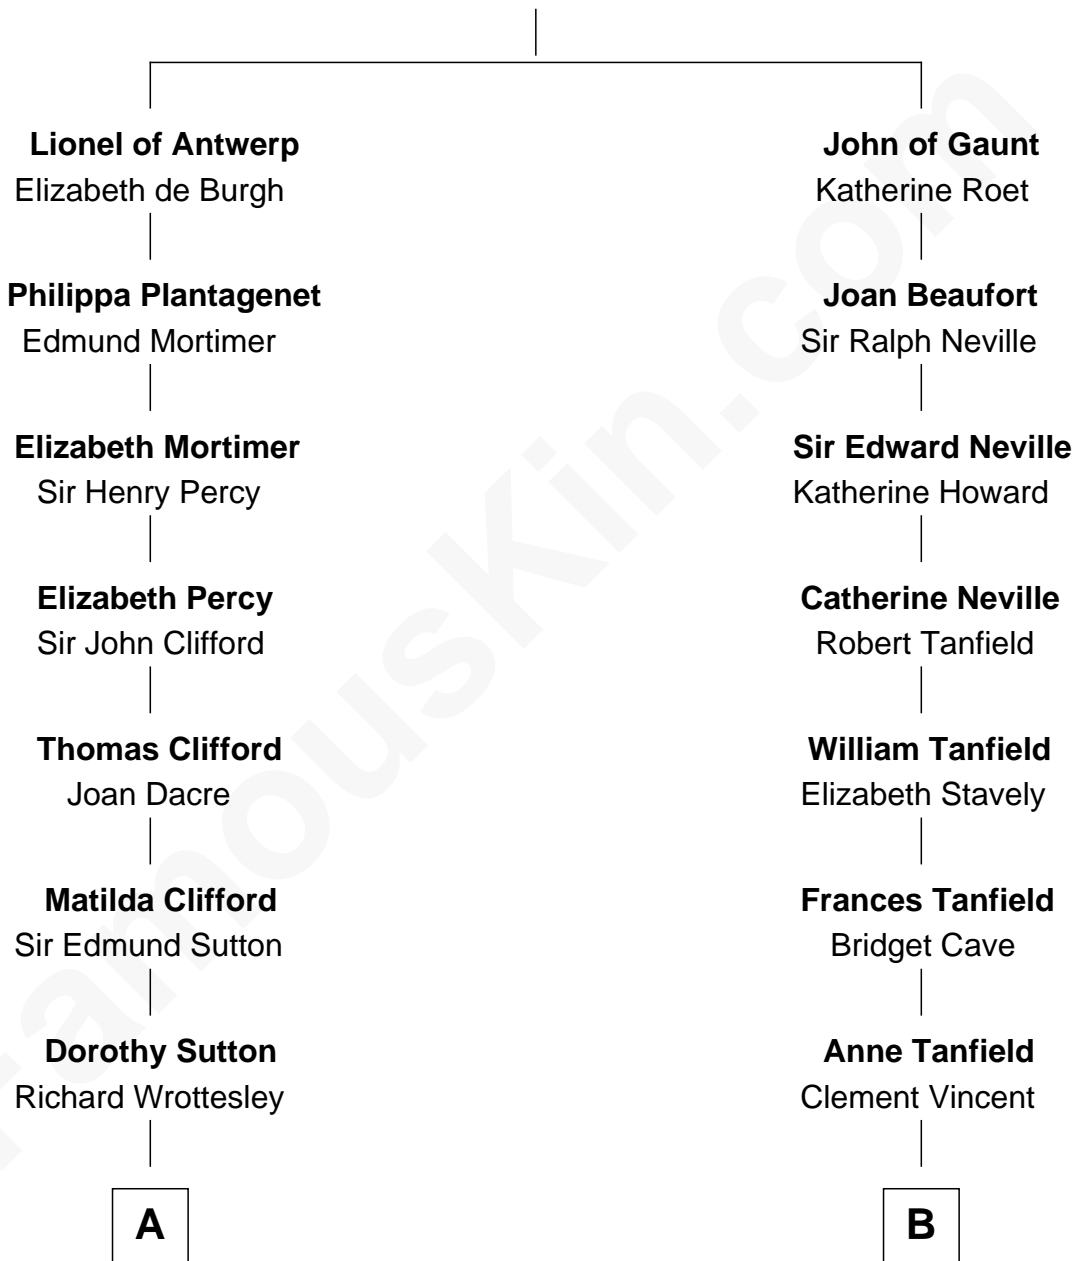 Lionel of Antwerp
Elizabeth de Burgh
Philippa Plantagenet
Edmund Mortimer
Elizabeth Mortimer
Sir Henry Percy
Elizabeth Percy
Sir John Clifford
Thomas Clifford
Joan Dacre
Matilda Clifford
Sir Edmund Sutton
Dorothy Sutton
Richard Wrottesley
A
John of Gaunt
Katherine Roet
Joan Beaufort
Sir Ralph Neville
Sir Edward Neville
Katherine Howard
Catherine Neville
Robert Tanfield
William Tanfield
Elizabeth Stavely
Frances Tanfield
Bridget Cave
Anne Tanfield
Clement Vincent
B
FamousKin.com